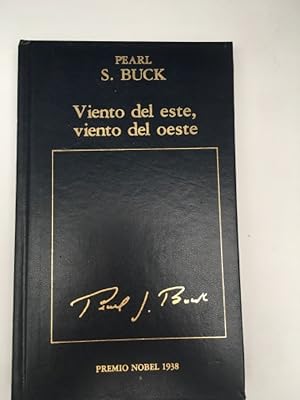 PEARL
S. BUCK
Viento del este,
viento del oeste
Pearl S. Buck
PREMIO NOBEL 1938